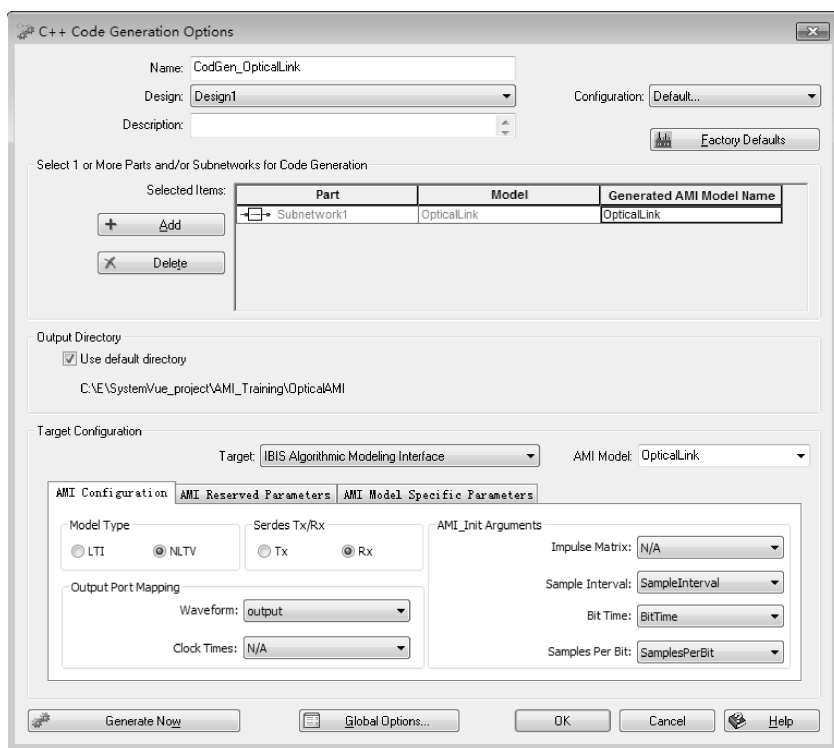 C++ Code Generation Options
Name: CodGen_OpticalLink
Design: Design1
Configuration: Default...
Description:
Factory Defaults
Select 1 or More Parts and/or Subnetworks for Code Generation
Selected Items:
Part Model Generated AMI Model Name
Subnetwork1 OpticalLink OpticalLink
Add
Delete
Output Directory
Use default directory
C:\E\SystemVue_project\AMI_Training\OpticalAMI
Target Configuration
Target: IBIS Algorithmic Modeling Interface
AMI Model: OpticalLink
AMI Configuration AMI Reserved Parameters AMI Model Specific Parameters
Model Type
LTI NLTV
Serdes Tx/Rx
Tx Rx
Output Port Mapping
Waveform: output
Clock Times: N/A
AMI_Init Arguments
Impulse Matrix: N/A
Sample Interval: SampleInterval
Bit Time: BitTime
Samples Per Bit: SamplesPerBit
Generate Now Global Options... OK Cancel Help